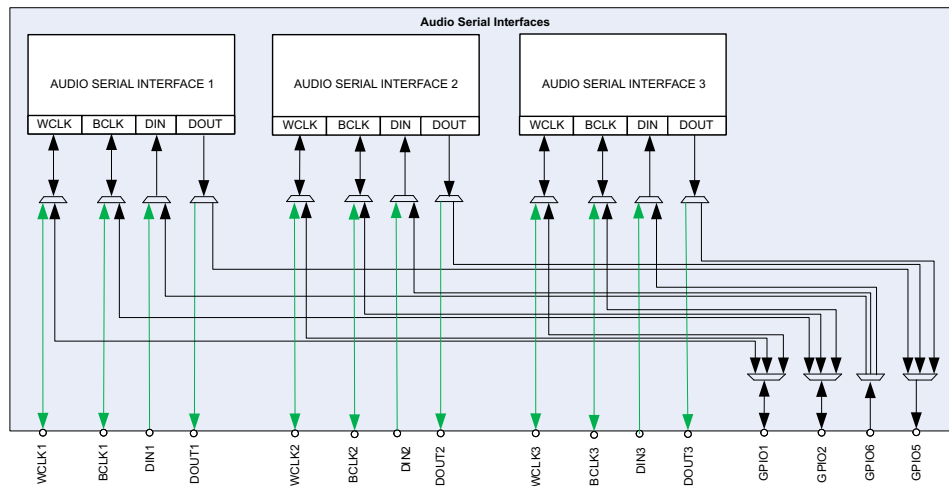 Audio Serial Interfaces
AUDIO SERIAL INTERFACE 1
AUDIO SERIAL INTERFACE 2
AUDIO SERIAL INTERFACE 3
WCLK BCLK DIN DOUT
WCLK BCLK DIN DOUT
WCLK BCLK DIN DOUT
WCLK1
BCLK1
DIN1
DOUT1
WCLK2
BCLK2
DIN2
DOUT2
WCLK3
BCLK3
DIN3
DOUT3
GPIO1
GPIO2
GPIO6
GPIO5